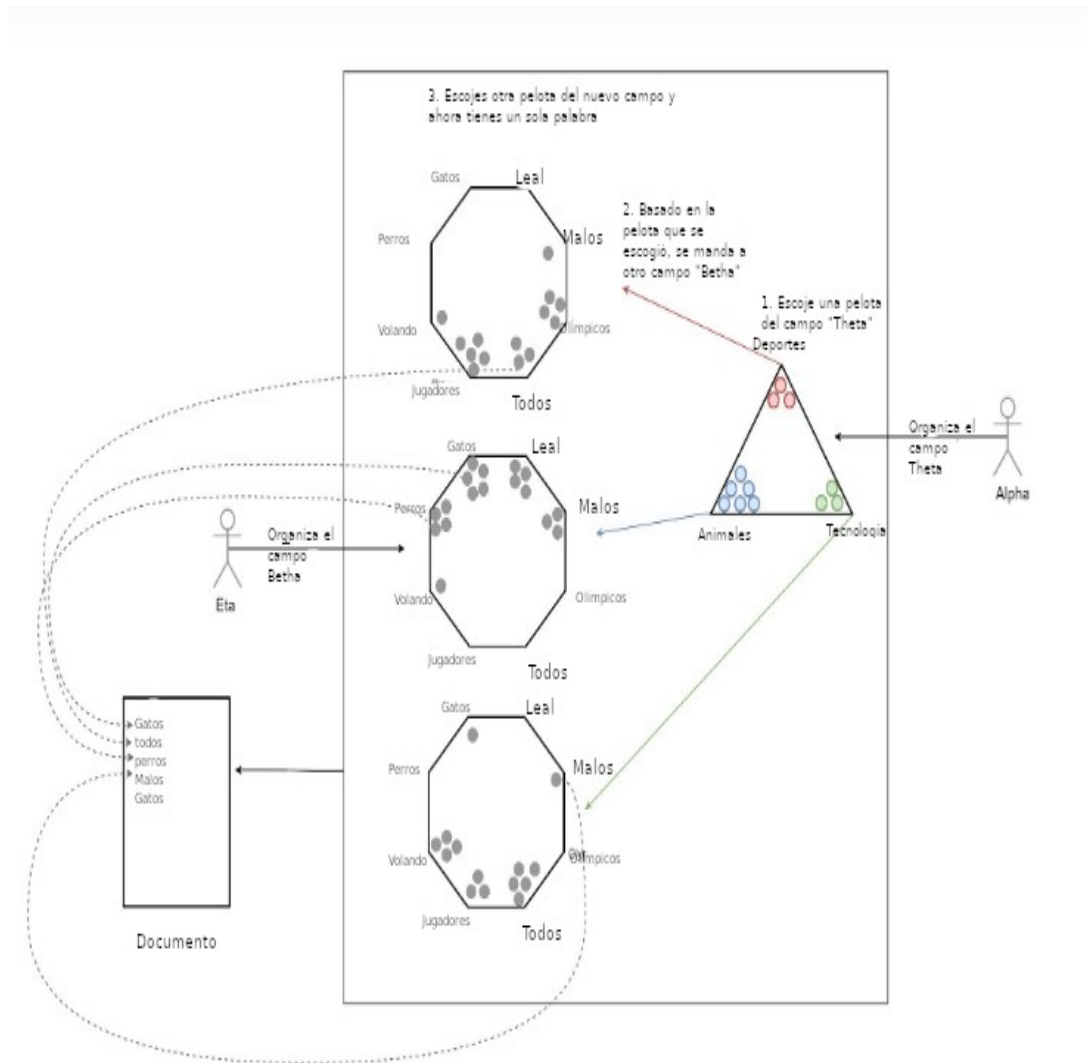 3. Escojes otra pelota del nuevo campo y
ahora tienes un sola palabra
Gatos
Leal
Perros
Malos
Volando
Olimpicos
Jugadores
Todos
2. Basado en la
pelota que se
escogió, se manda a
otro campo "Betha"
1. Escoje una pelota
del campo "Theta"
Deportes
Animales
Tecnologia
Organiza el
campo
Theta
Alpha
Gatos
Leal
Perros
Malos
Volando
Olimpicos
Jugadores
Todos
Organiza el
campo
Betha
Eta
Gatos
Leal
Perros
Malos
Volando
Olimpicos
Jugadores
Todos
Gatos
todos
perros
Malos
Gatos
Documento